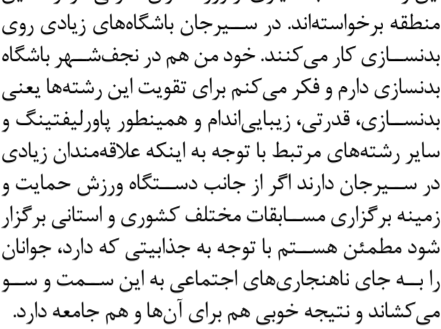 منطقه برخواسته‌اند. در سیرجان باشگاه‌های زیادی روی
بدنسازی کار می‌کنند. خود من هم در نجف‌شهر باشگاه
بدنسازی دارم و فکر می‌کنم برای تقویت این رشته‌ها یعنی
بدنسازی، قدرتی، زیبایی‌اندام و همینطور پاورلیفتینگ و
سایر رشته‌های مرتبط با توجه به اینکه علاقه‌مندان زیادی
در سیرجان دارند اگر از جانب دستگاه ورزش حمایت و
زمینه برگزاری مسابقات مختلف کشوری و استانی برگزار
شود مطمئن هستم با توجه به جذابیتی که دارد، جوانان
را به جای ناهنجاری‌های اجتماعی به این سمت و سو
می‌کشاند و نتیجه خوبی هم برای آن‌ها و هم جامعه دارد.